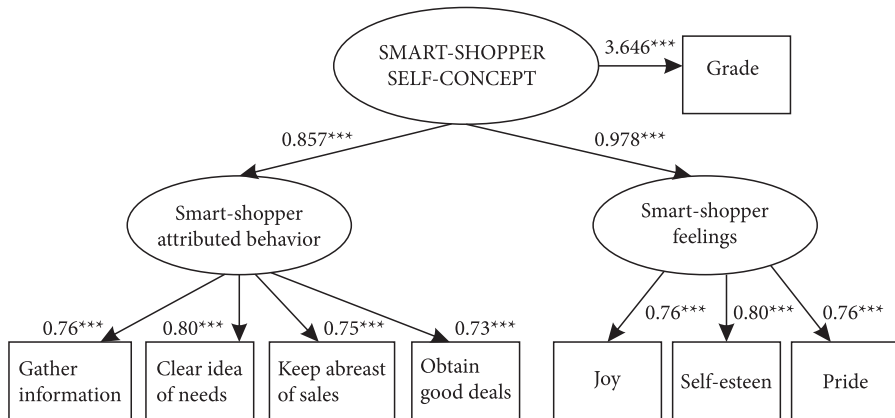 SMART-SHOPPER
SELF-CONCEPT
3.646***
Grade
0.857***
0.978***
Smart-shopper
attributed behavior
Smart-shopper
feelings
0.76***
0.80***
0.75***
0.73***
0.76***
0.80***
0.76***
Gather
information
Clear idea
of needs
Keep abreast
of sales
Obtain
good deals
Joy
Self-esteen
Pride